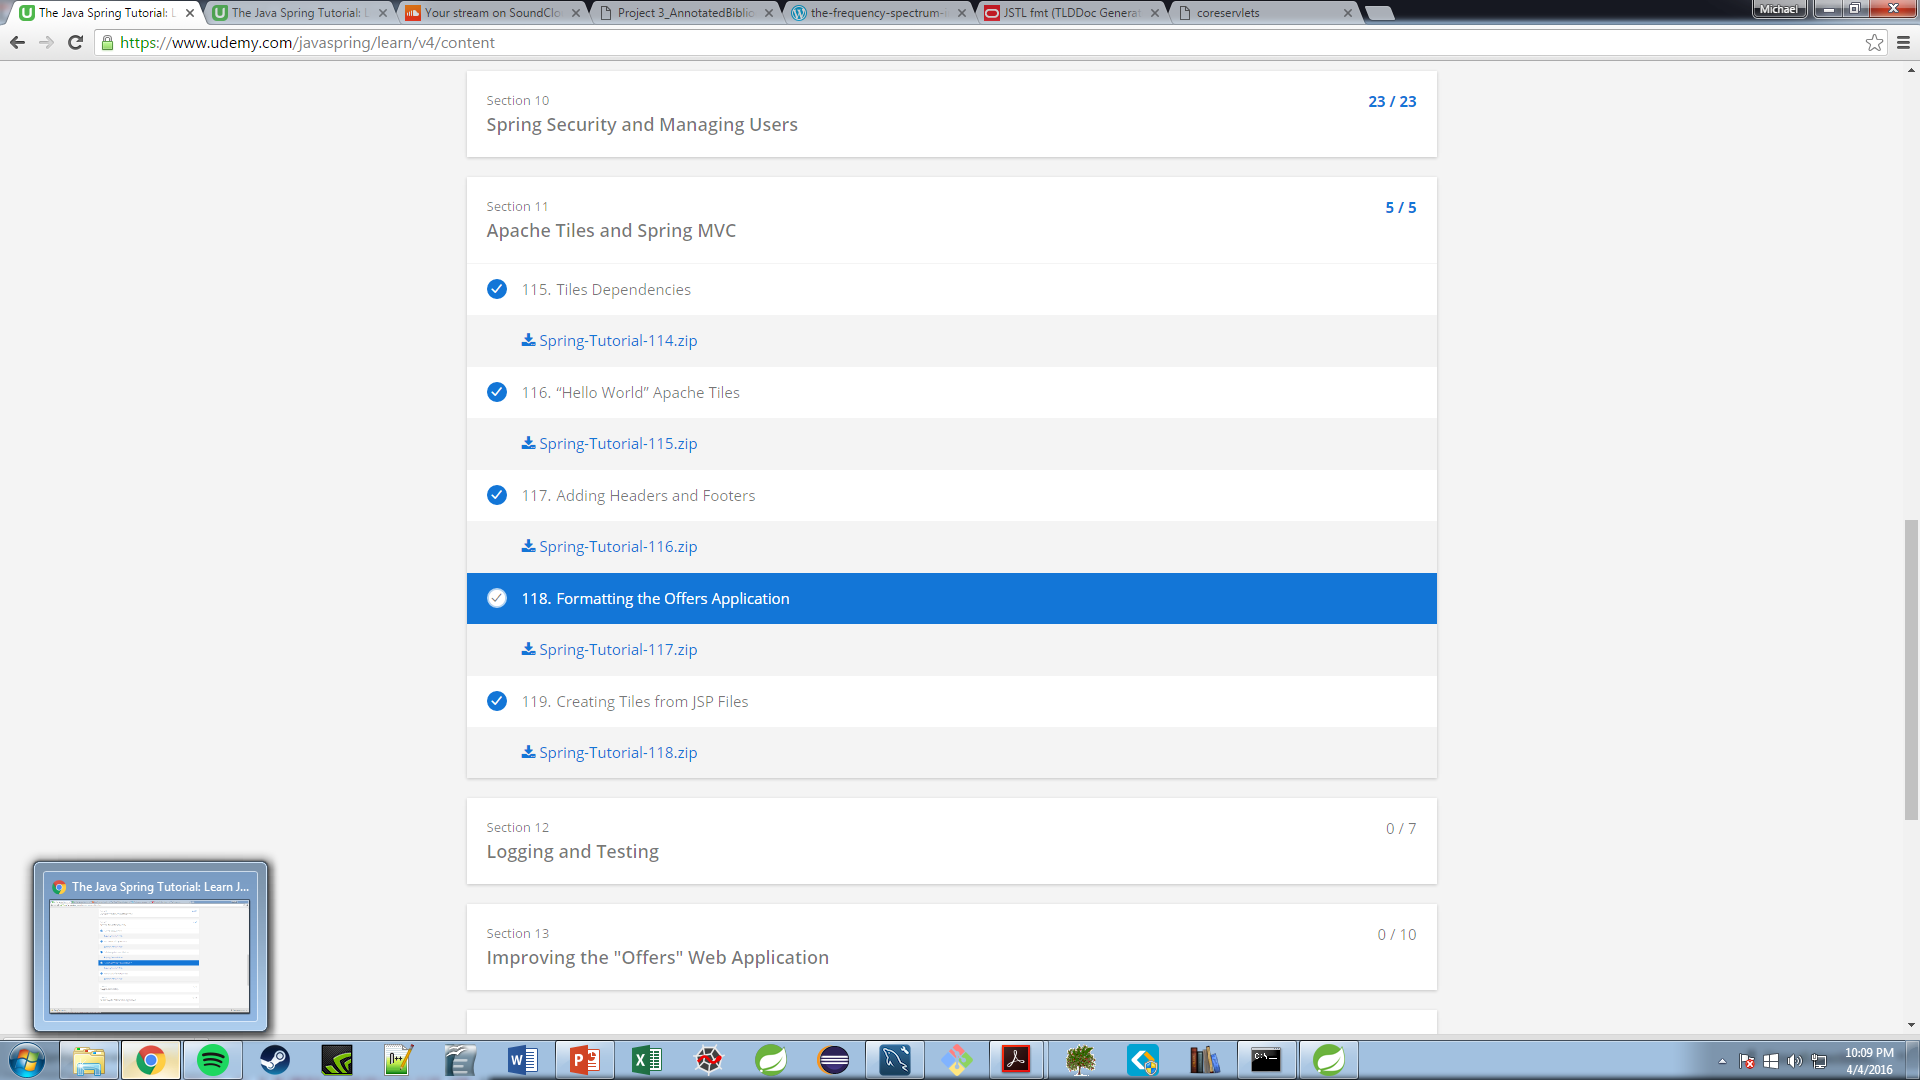 The Java Spring Tutorial: L
The Java Spring Tutorial: L
Your stream on SoundClo
Project 3_AnnotatedBiblio
the-frequency-spectrum-
JSTL fmt (TLDDoc Generat
coreservlets
Michael
https://www.udemy.com/javaspring/learn/v4/content
Section 10
23 / 23
Spring Security and Managing Users
Section 11
5 / 5
Apache Tiles and Spring MVC
115. Tiles Dependencies
Spring-Tutorial-114.zip
116. “Hello World” Apache Tiles
Spring-Tutorial-115.zip
117. Adding Headers and Footers
Spring-Tutorial-116.zip
118. Formatting the Offers Application
Spring-Tutorial-117.zip
119. Creating Tiles from JSP Files
Spring-Tutorial-118.zip
Section 12
0 / 7
Logging and Testing
The Java Spring Tutorial: Learn J...
Section 13
0 / 10
Improving the "Offers" Web Application
10:09 PM
4/4/2016